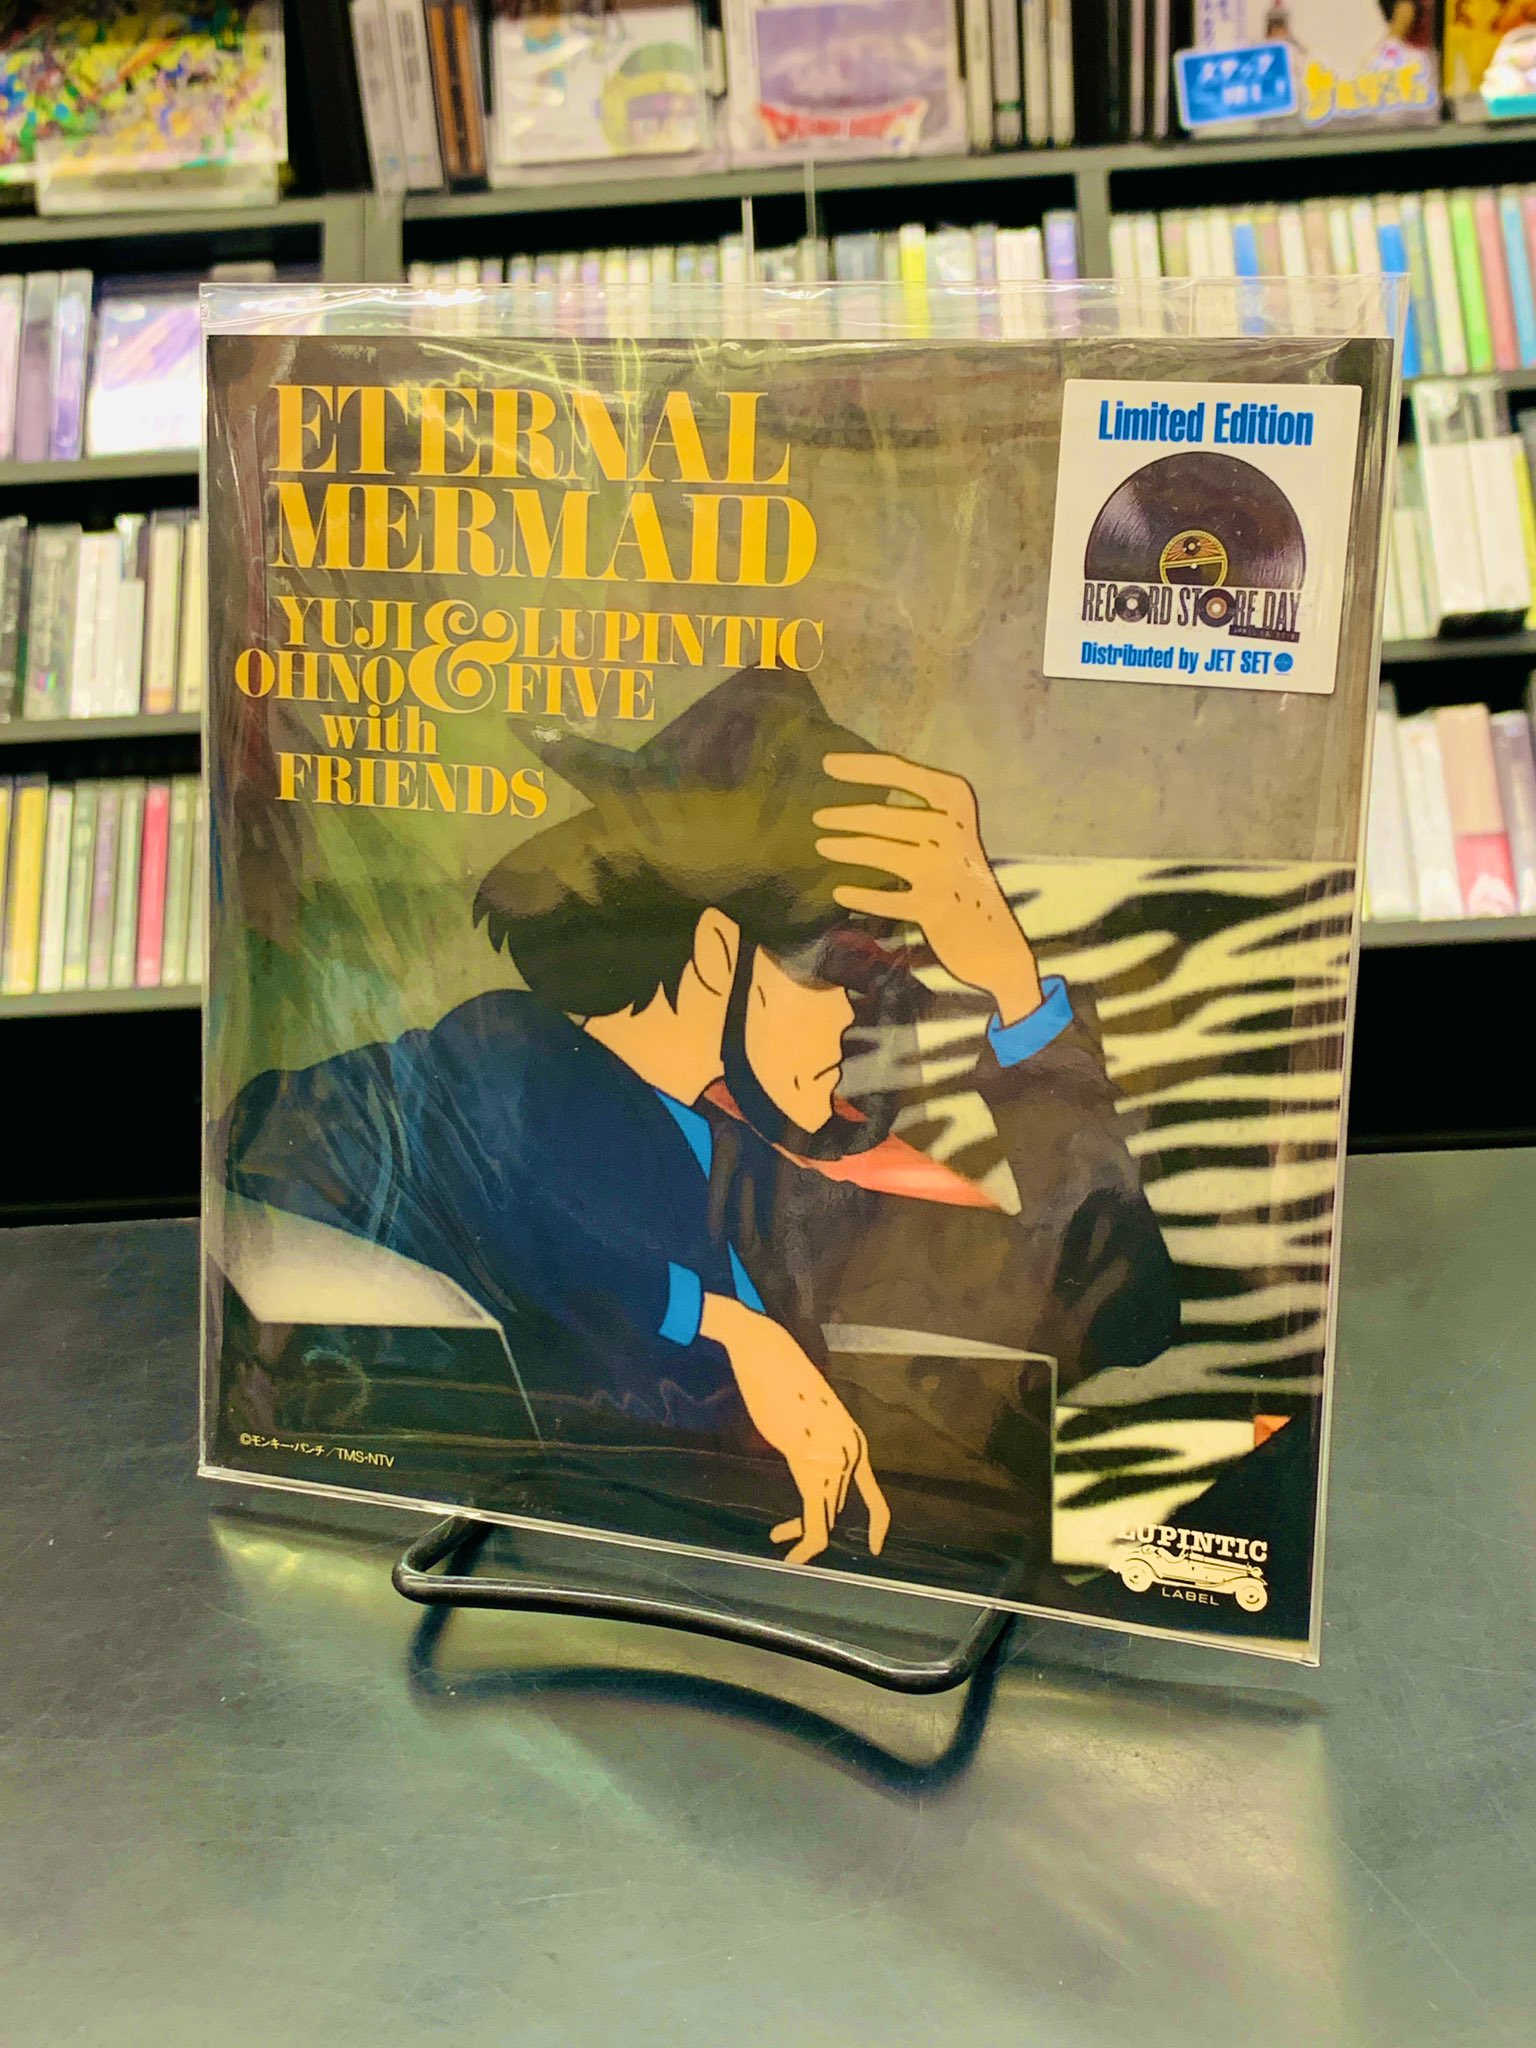 ETERNAL
MERMAID
YUJI & LUPINTIC
OHNO FIVE
with
FRIENDS
Limited Edition
RECORD STORE DAY
Distributed by JET SET
©モンキー・パンチ／TMS・NTV
LUPINTIC
LABEL